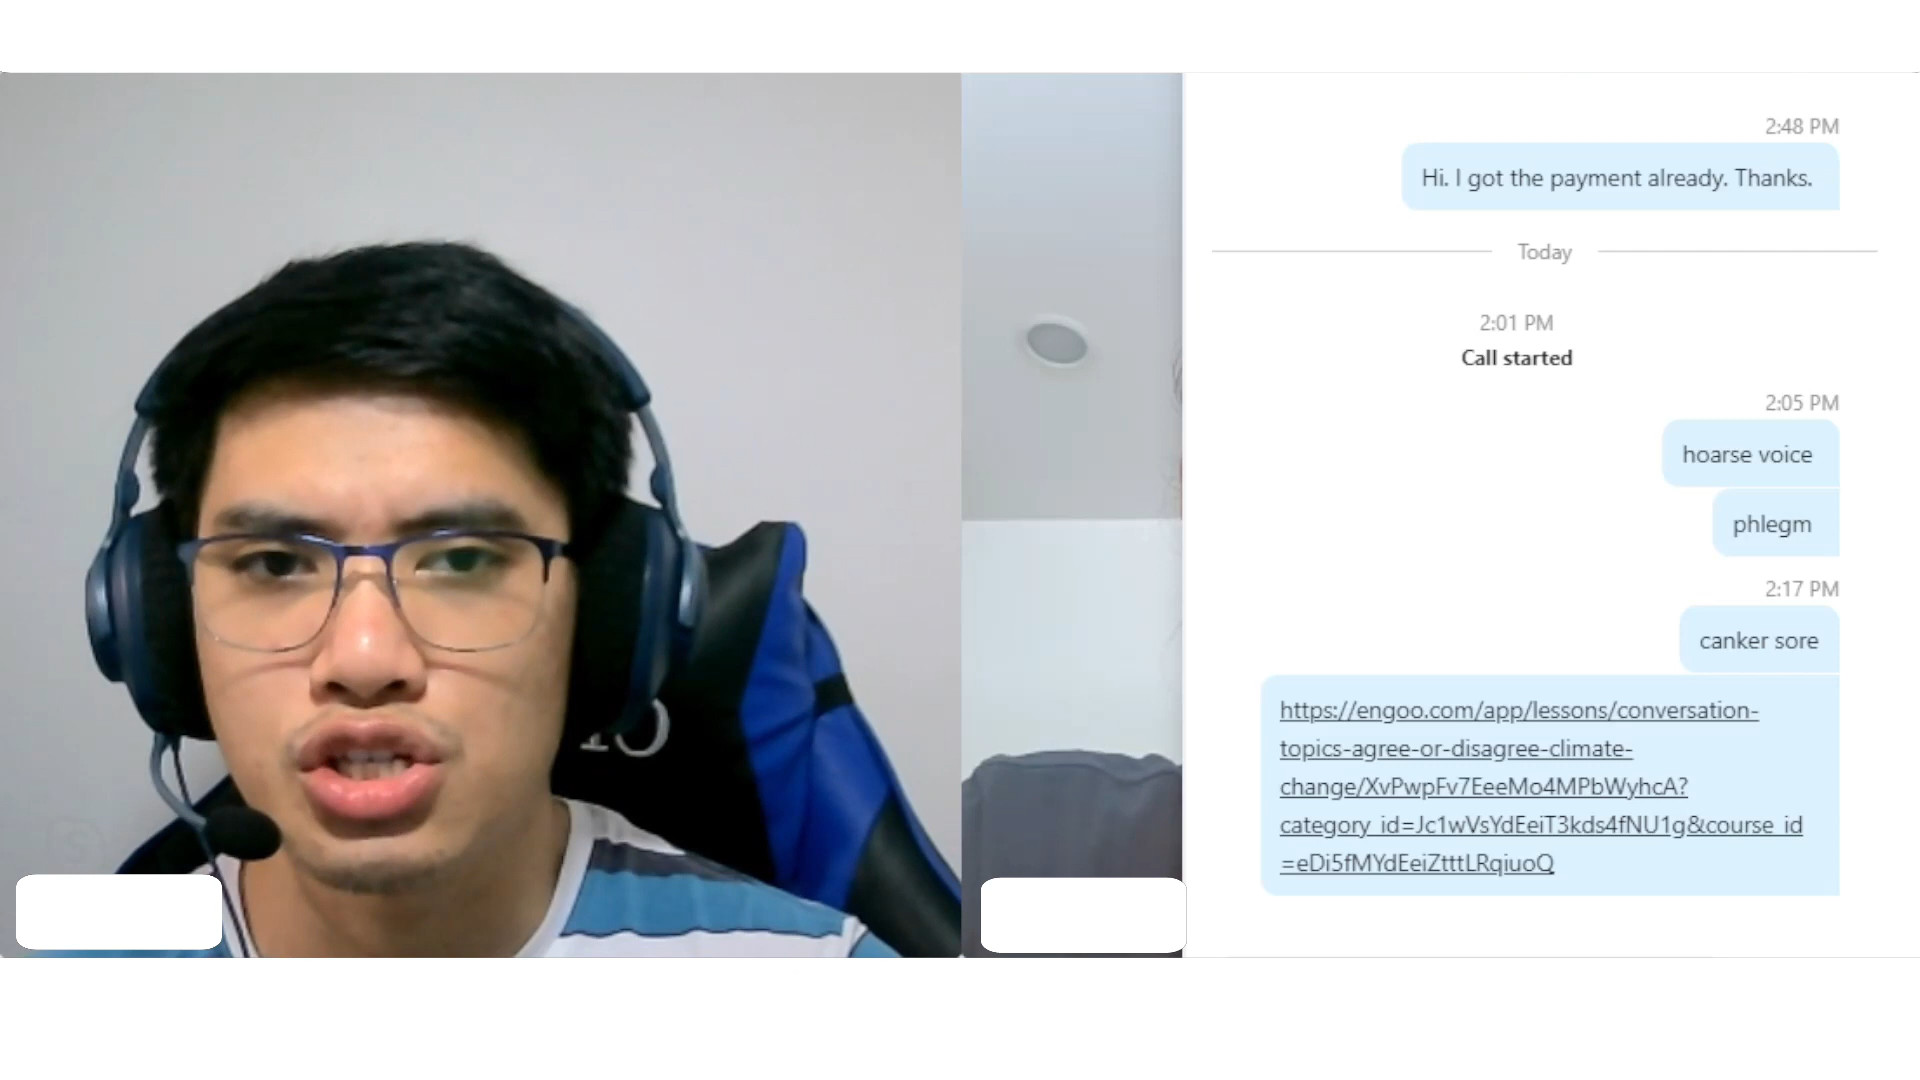 2:48 PM
Hi. I got the payment already. Thanks.
Today
2:01 PM
Call started
2:05 PM
hoarse voice
phlegm
2:17 PM
canker sore
https://engoo.com/app/lessons/conversation-
topics-agree-or-disagree-climate-
change/XvPwpFv7EeeMo4MPbWyhcA?
category_id=Jc1wVsYdEeiT3kds4fNU1g&course_id
=eDi5fMYdEeiZtttLRqiuoQ